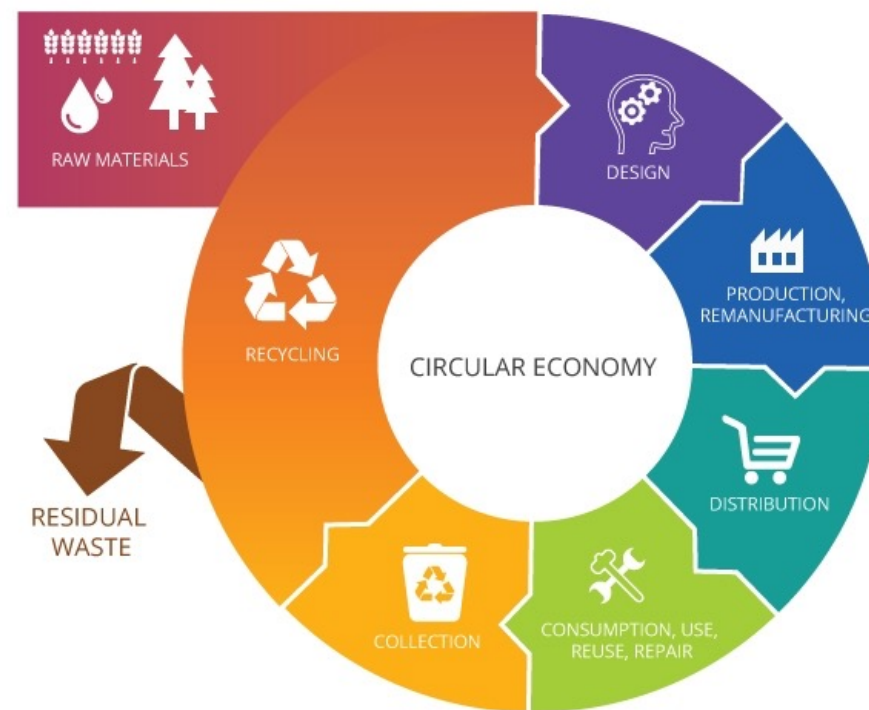 RAW MATERIALS
DESIGN
PRODUCTION,
REMANUFACTURING
RECYCLING
CIRCULAR ECONOMY
DISTRIBUTION
RESIDUAL
WASTE
COLLECTION
CONSUMPTION, USE,
REUSE, REPAIR